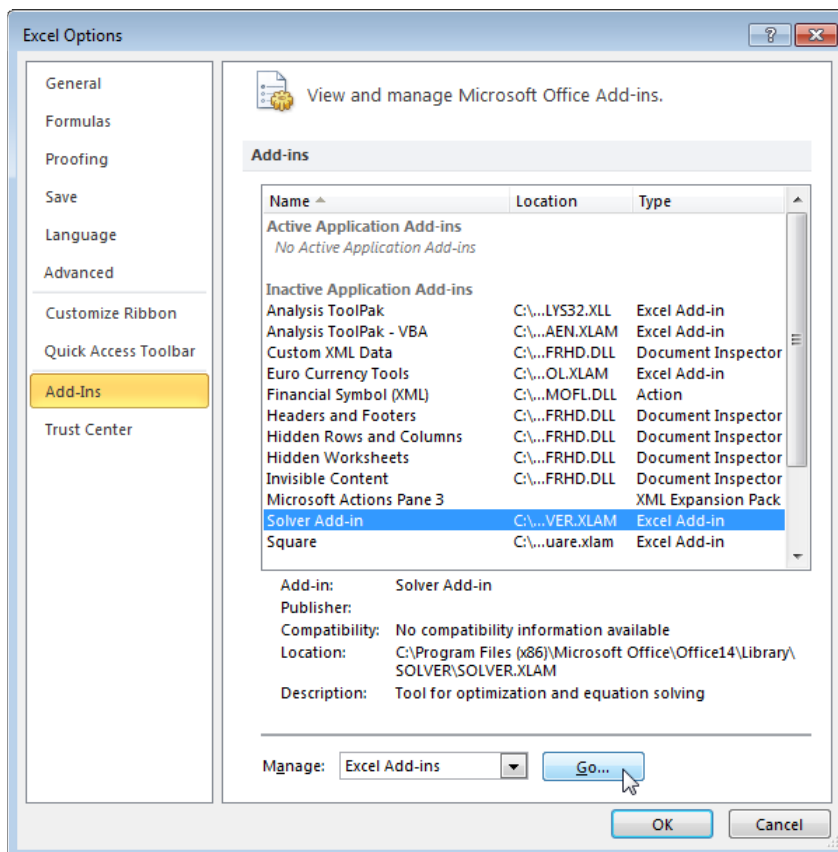 Excel Options
General
Formulas
Proofing
Save
Language
Advanced
Customize Ribbon
Quick Access Toolbar
Add-Ins
Trust Center
View and manage Microsoft Office Add-ins.
Add-ins
Name Location Type
Active Application Add-ins
No Active Application Add-ins
Inactive Application Add-ins
Analysis ToolPak C:\...LYS32.XLL Excel Add-in
Analysis ToolPak - VBA C:\...AEN.XLAM Excel Add-in
Custom XML Data C:\...FRHD.DLL Document Inspector
Euro Currency Tools C:\...OL.XLAM Excel Add-in
Financial Symbol (XML) C:\...MOFL.DLL Action
Headers and Footers C:\...FRHD.DLL Document Inspector
Hidden Rows and Columns C:\...FRHD.DLL Document Inspector
Hidden Worksheets C:\...FRHD.DLL Document Inspector
Invisible Content C:\...FRHD.DLL Document Inspector
Microsoft Actions Pane 3 XML Expansion Pack
Solver Add-in C:\...VER.XLAM Excel Add-in
Square C:\...uare.xlam Excel Add-in
Add-in: Solver Add-in
Publisher:
Compatibility: No compatibility information available
Location: C:\Program Files (x86)\Microsoft Office\Office14\Library\
SOLVER\SOLVER.XLAM
Description: Tool for optimization and equation solving
Manage: Excel Add-ins Go...
OK Cancel